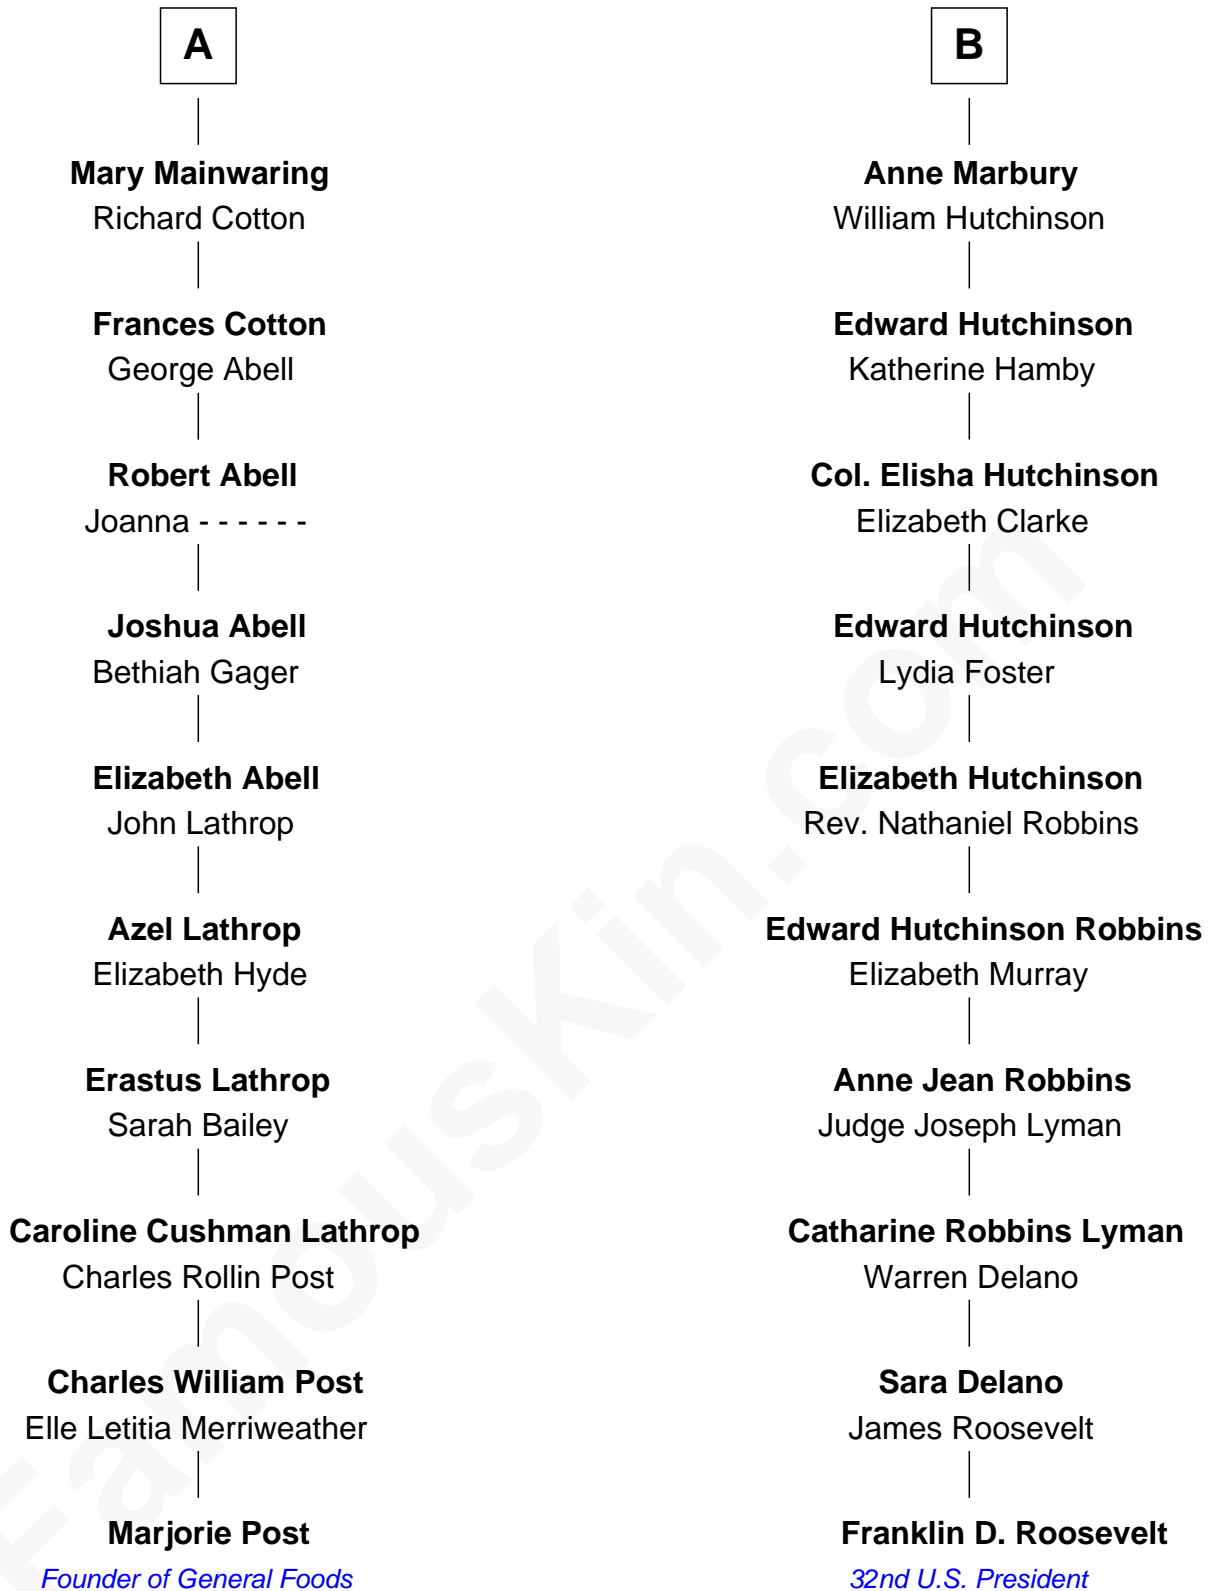 A
Mary Mainwaring
Richard Cotton
Frances Cotton
George Abell
Robert Abell
Joanna - - - - - -
Joshua Abell
Bethiah Gager
Elizabeth Abell
John Lathrop
Azel Lathrop
Elizabeth Hyde
Erastus Lathrop
Sarah Bailey
Caroline Cushman Lathrop
Charles Rollin Post
Charles William Post
Elle Letitia Merriweather
Marjorie Post
Founder of General Foods
B
Anne Marbury
William Hutchinson
Edward Hutchinson
Katherine Hamby
Col. Elisha Hutchinson
Elizabeth Clarke
Edward Hutchinson
Lydia Foster
Elizabeth Hutchinson
Rev. Nathaniel Robbins
Edward Hutchinson Robbins
Elizabeth Murray
Anne Jean Robbins
Judge Joseph Lyman
Catharine Robbins Lyman
Warren Delano
Sara Delano
James Roosevelt
Franklin D. Roosevelt
32nd U.S. President
FamousKin.com